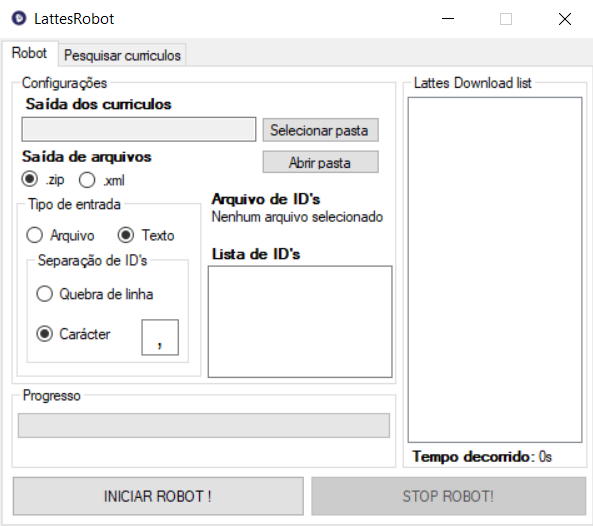 LattesRobot
Robot
Pesquisar curriculos
Configurações
Saída dos curriculos
Selecionar pasta
Saída de arquivos
Abrir pasta
.zip
.xml
Arquivo de ID's
Nenhum arquivo selecionado
Tipo de entrada
Arquivo
Texto
Separação de ID's
Quebra de linha
Carácter
,
Lista de ID's
Lattes Download list
Tempo decorrido: 0s
Progresso
INICIAR ROBOT !
STOP ROBOT!